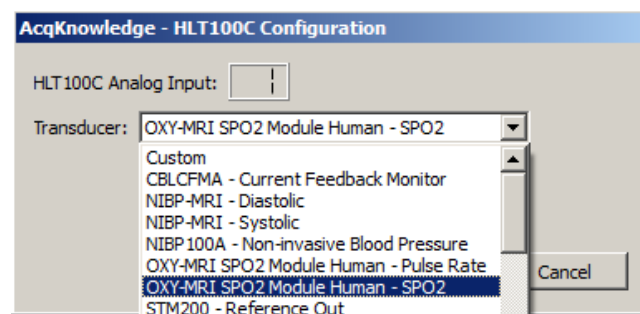 AcqKnowledge - HLT100C Configuration
HLT100C Analog Input:
Transducer: OXY-MRI SPO2 Module Human - SPO2
Custom
CBLCFMA - Current Feedback Monitor
NIBP-MRI - Diastolic
NIBP-MRI - Systolic
NIBP100A - Non-invasive Blood Pressure
OXY-MRI SPO2 Module Human - Pulse Rate
OXY-MRI SPO2 Module Human - SPO2
Cancel
STM200 - Reference Out